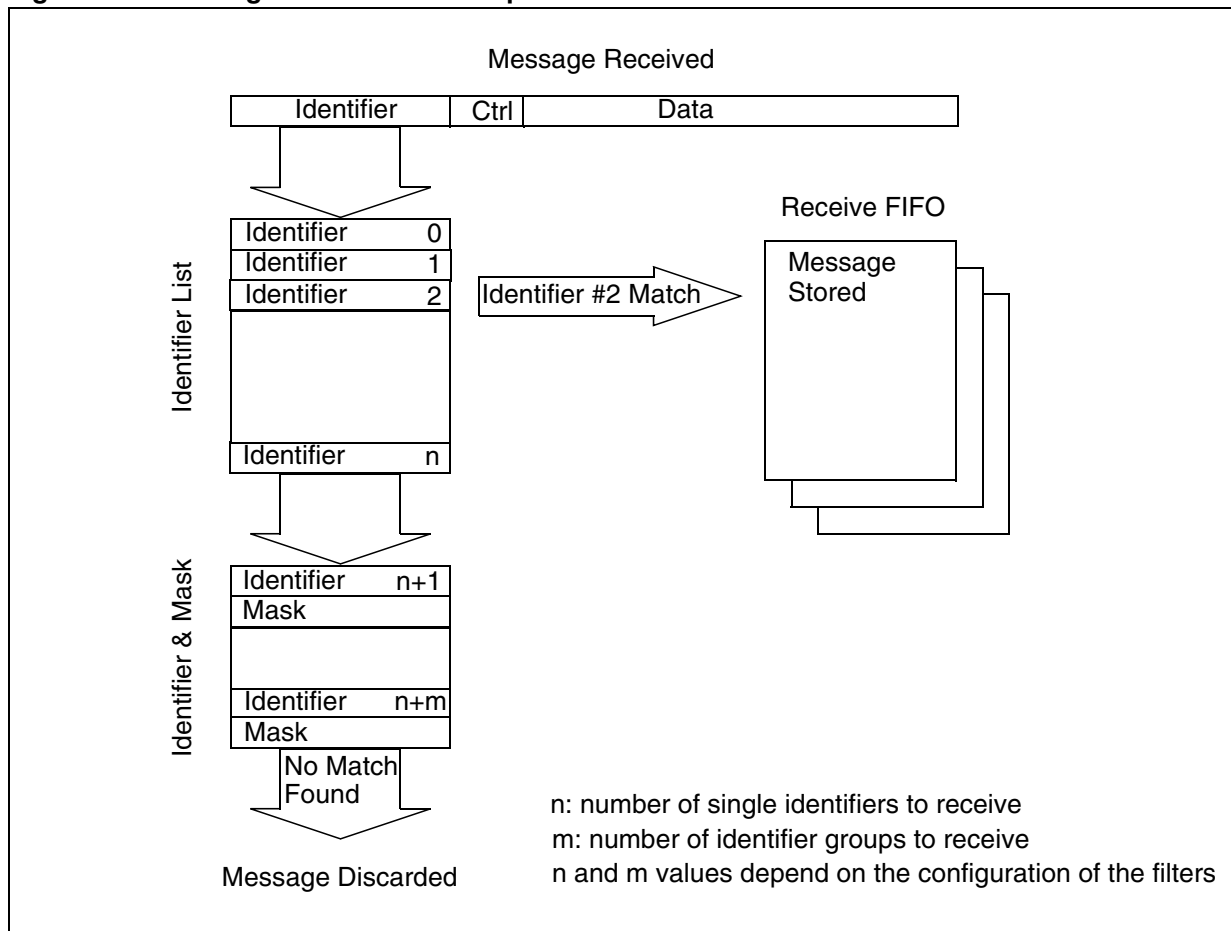 Message Received
Identifier Ctrl Data
Receive FIFO
Identifier List
Identifier 0
Identifier 1
Identifier 2
Identifier #2 Match
Message
Stored
Identifier n
Identifier & Mask
Identifier n+1
Mask
Identifier n+m
Mask
No Match
Found
Message Discarded
n: number of single identifiers to receive
m: number of identifier groups to receive
n and m values depend on the configuration of the filters